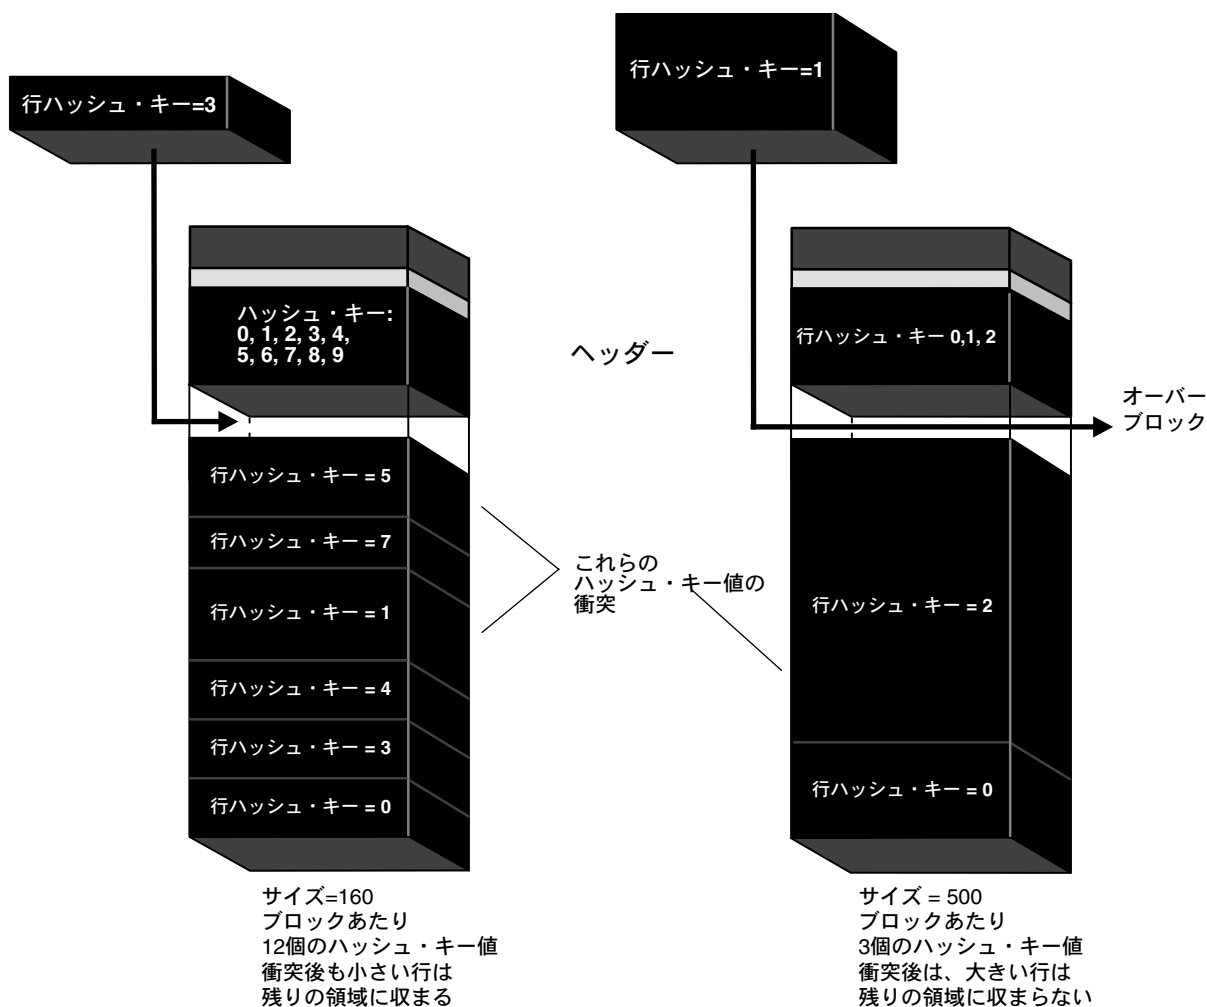 行ハッシュ・キー=3
行ハッシュ・キー=1
ハッシュ・キー:
0, 1, 2, 3, 4,
5, 6, 7, 8, 9
ヘッダー
行ハッシュ・キー 0,1, 2
オーバー
ブロック
行ハッシュ・キー = 5
行ハッシュ・キー = 7
行ハッシュ・キー = 1
行ハッシュ・キー = 4
行ハッシュ・キー = 3
行ハッシュ・キー = 0
これらの
ハッシュ・キー値の
衝突
行ハッシュ・キー = 2
行ハッシュ・キー = 0
サイズ=160
ブロックあたり
12個のハッシュ・キー値
衝突後も小さい行は
残りの領域に収まる
サイズ = 500
ブロックあたり
3個のハッシュ・キー値
衝突後は、大きい行は
残りの領域に収まらない